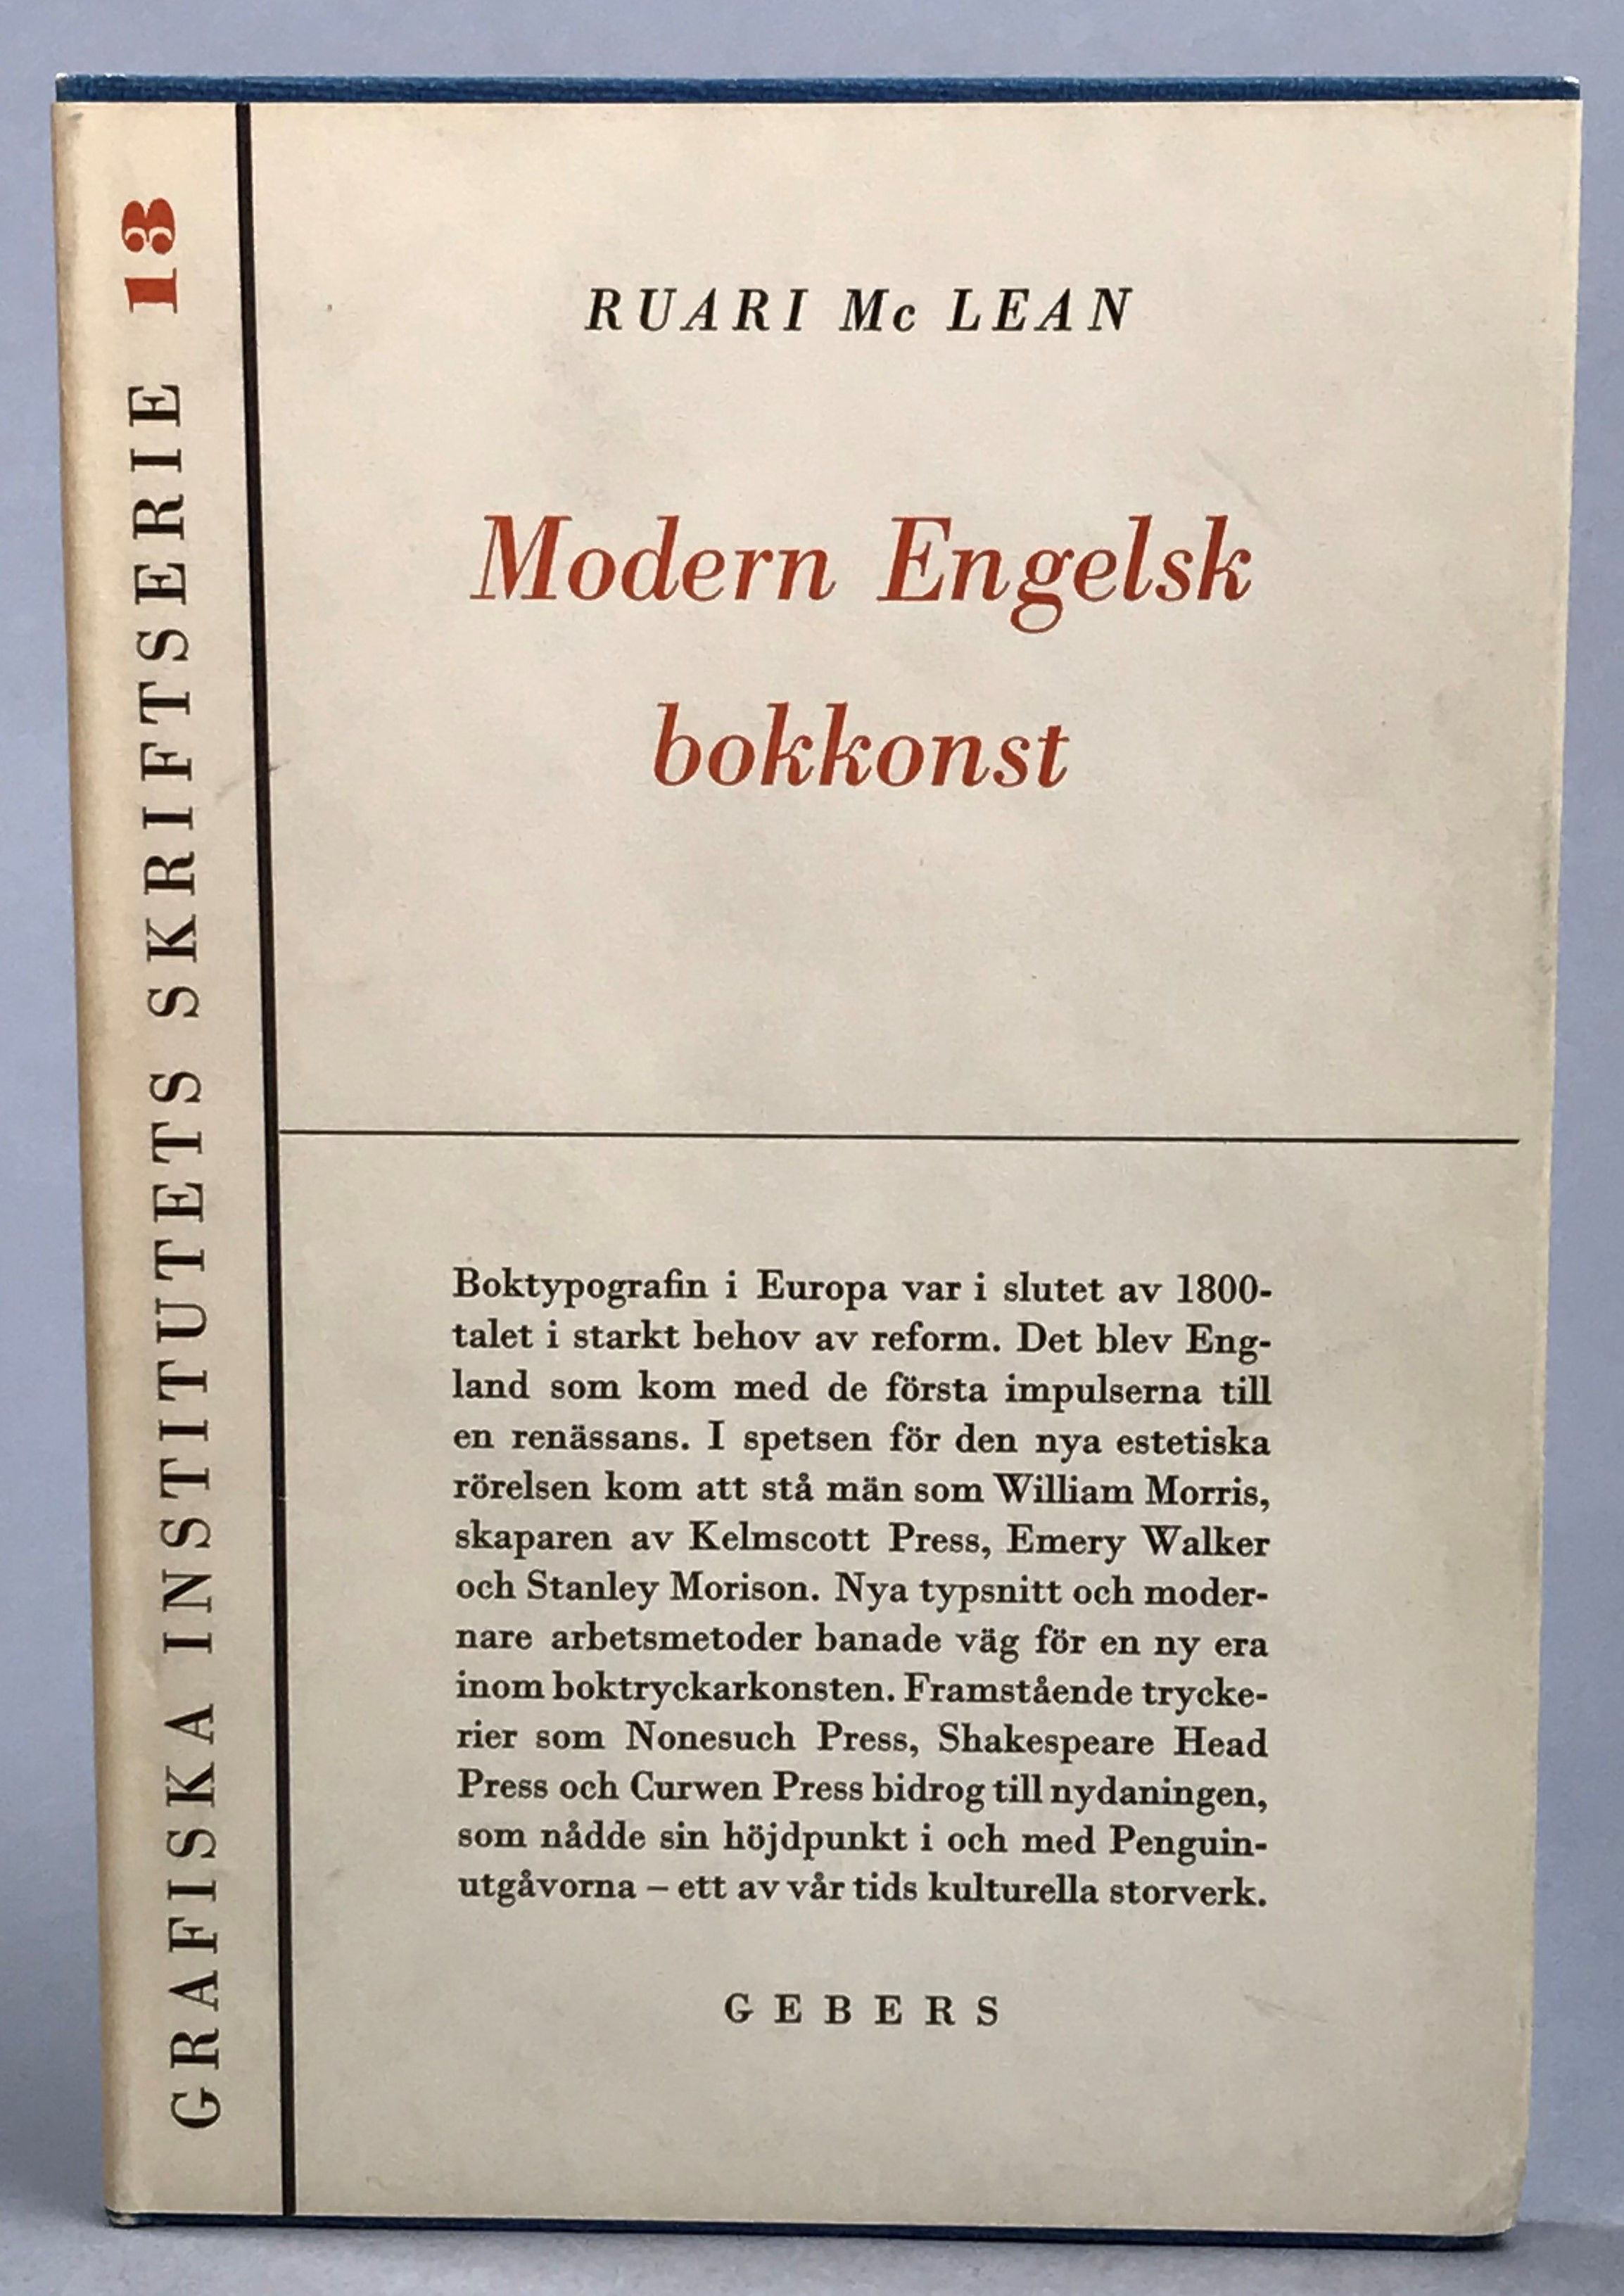 GRAFISKA INSTITUTETS SKRIFTSERIE 13
RUARI Mc LEAN
Modern Engelsk
bokkonst
Boktypografin i Europa var i slutet av 1800-
talet i starkt behov av reform. Det blev Eng-
land som kom med de första impulserna till
en renässans. I spetsen för den nya estetiska
rörelsen kom att stå män som William Morris,
skaparen av Kelmscott Press, Emery Walker
och Stanley Morison. Nya typsnitt och moder-
nare arbetsmetoder banade väg för en ny era
inom boktryckarkonsten. Framstående trycke-
rier som Nonesuch Press, Shakespeare Head
Press och Curwen Press bidrog till nydaningen,
som nådde sin höjdpunkt i och med Penguin-
utgåvorna – ett av vår tids kulturella storverk.
GEBERS